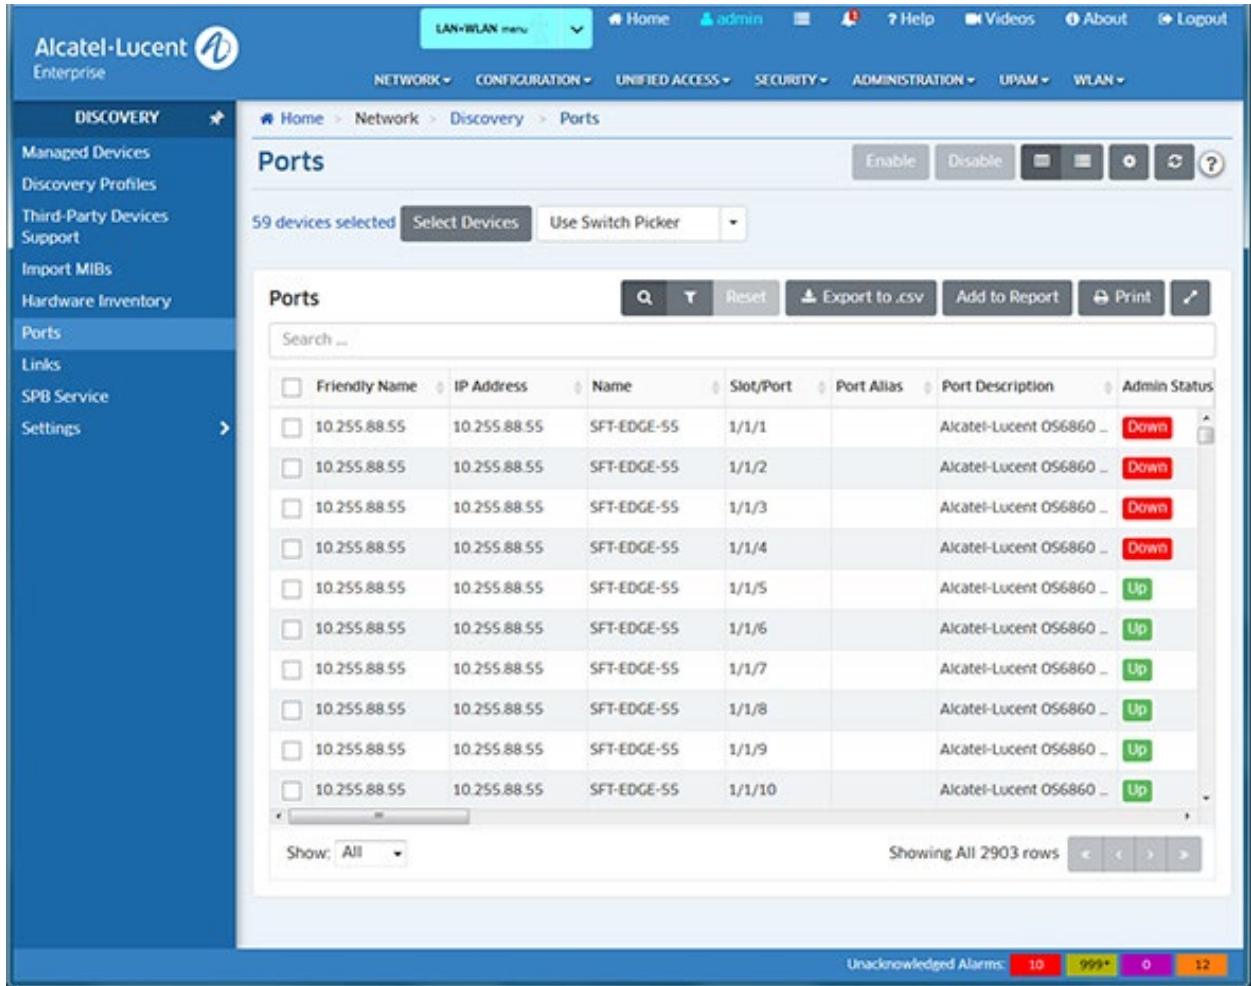 Alcatel·Lucent
Enterprise
LAN+WLAN menu
Home admin ? Help Videos About Logout
NETWORK CONFIGURATION UNIFIED ACCESS SECURITY ADMINISTRATION UPAM WLAN
DISCOVERY
Managed Devices
Discovery Profiles
Third-Party Devices
Support
Import MIBs
Hardware Inventory
Ports
Links
SPB Service
Settings
Home > Network > Discovery > Ports
Ports
Enable Disable ?
59 devices selected Select Devices Use Switch Picker
Ports
Reset Export to .csv Add to Report Print
Search ...
Friendly Name IP Address Name Slot/Port Port Alias Port Description Admin Status
10.255.88.55 10.255.88.55 SFT-EDGE-55 1/1/1 Alcatel-Lucent OS6860 ... Down
10.255.88.55 10.255.88.55 SFT-EDGE-55 1/1/2 Alcatel-Lucent OS6860 ... Down
10.255.88.55 10.255.88.55 SFT-EDGE-55 1/1/3 Alcatel-Lucent OS6860 ... Down
10.255.88.55 10.255.88.55 SFT-EDGE-55 1/1/4 Alcatel-Lucent OS6860 ... Down
10.255.88.55 10.255.88.55 SFT-EDGE-55 1/1/5 Alcatel-Lucent OS6860 ... Up
10.255.88.55 10.255.88.55 SFT-EDGE-55 1/1/6 Alcatel-Lucent OS6860 ... Up
10.255.88.55 10.255.88.55 SFT-EDGE-55 1/1/7 Alcatel-Lucent OS6860 ... Up
10.255.88.55 10.255.88.55 SFT-EDGE-55 1/1/8 Alcatel-Lucent OS6860 ... Up
10.255.88.55 10.255.88.55 SFT-EDGE-55 1/1/9 Alcatel-Lucent OS6860 ... Up
10.255.88.55 10.255.88.55 SFT-EDGE-55 1/1/10 Alcatel-Lucent OS6860 ... Up
Show: All Showing All 2903 rows « ‹ › »
Unacknowledged Alarms: 10 999+ 0 12